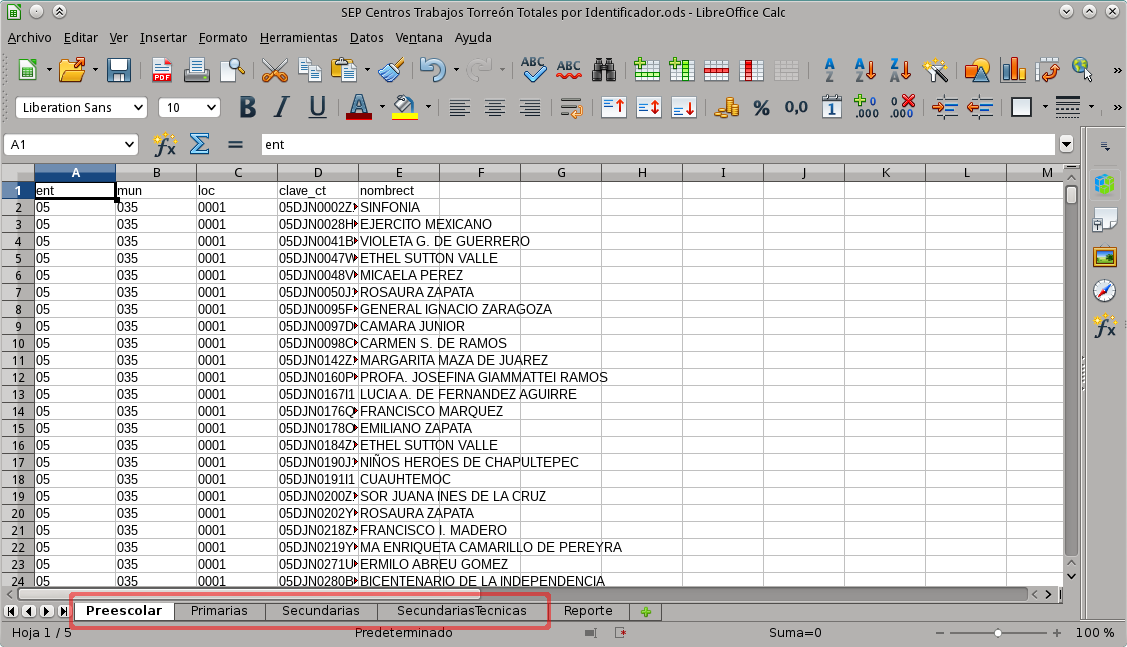 SEP Centros Trabajos Torreón Totales por Identificador.ods - LibreOffice Calc
Archivo Editar Ver Insertar Formato Herramientas Datos Ventana Ayuda
Liberation Sans 10
A1 ent
A B C D E F G H I J K L M
1 ent mun loc clave_ct nombrect
2 05 035 0001 05DJN0002Z SINFONIA
3 05 035 0001 05DJN0028H EJERCITO MEXICANO
4 05 035 0001 05DJN0041B VIOLETA G. DE GUERRERO
5 05 035 0001 05DJN0047W ETHEL SUTTON VALLE
6 05 035 0001 05DJN0048V MICAELA PEREZ
7 05 035 0001 05DJN0050J ROSAURA ZAPATA
8 05 035 0001 05DJN0095F GENERAL IGNACIO ZARAGOZA
9 05 035 0001 05DJN0097D CAMARA JUNIOR
10 05 035 0001 05DJN0098C CARMEN S. DE RAMOS
11 05 035 0001 05DJN0142Z MARGARITA MAZA DE JUAREZ
12 05 035 0001 05DJN0160P PROFA. JOSEFINA GIAMMATTEI RAMOS
13 05 035 0001 05DJN0167I1 LUCIA A. DE FERNANDEZ AGUIRRE
14 05 035 0001 05DJN0176Q FRANCISCO MARQUEZ
15 05 035 0001 05DJN0178O EMILIANO ZAPATA
16 05 035 0001 05DJN0184Z ETHEL SUTTON VALLE
17 05 035 0001 05DJN0190J NIÑOS HEROES DE CHAPULTEPEC
18 05 035 0001 05DJN0191I1 CUAUHTEMOC
19 05 035 0001 05DJN0200Z SOR JUANA INES DE LA CRUZ
20 05 035 0001 05DJN0202Y ROSAURA ZAPATA
21 05 035 0001 05DJN0218Z FRANCISCO I. MADERO
22 05 035 0001 05DJN0219Y MA ENRIQUETA CAMARILLO DE PEREYRA
23 05 035 0001 05DJN0271U ERMILO ABREU GOMEZ
24 05 035 0001 05DJN0280B BICENTENARIO DE LA INDEPENDENCIA
Preescolar Primarias Secundarias SecundariasTecnicas Reporte
Hoja 1 / 5 Predeterminado Suma=0 100 %